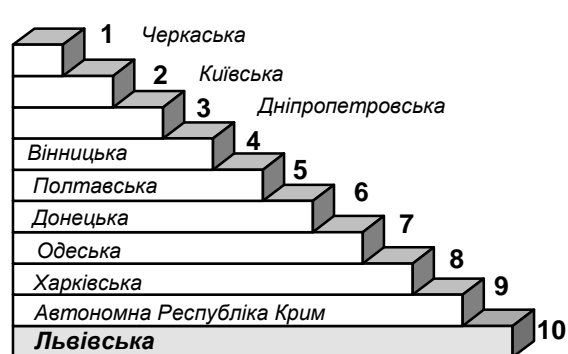 1 Черкаська
2 Київська
3 Дніпропетровська
Вінницька 4
Полтавська 5
Донецька 6
Одеська 7
Харківська 8
Автономна Республіка Крим 9
Львівська 10